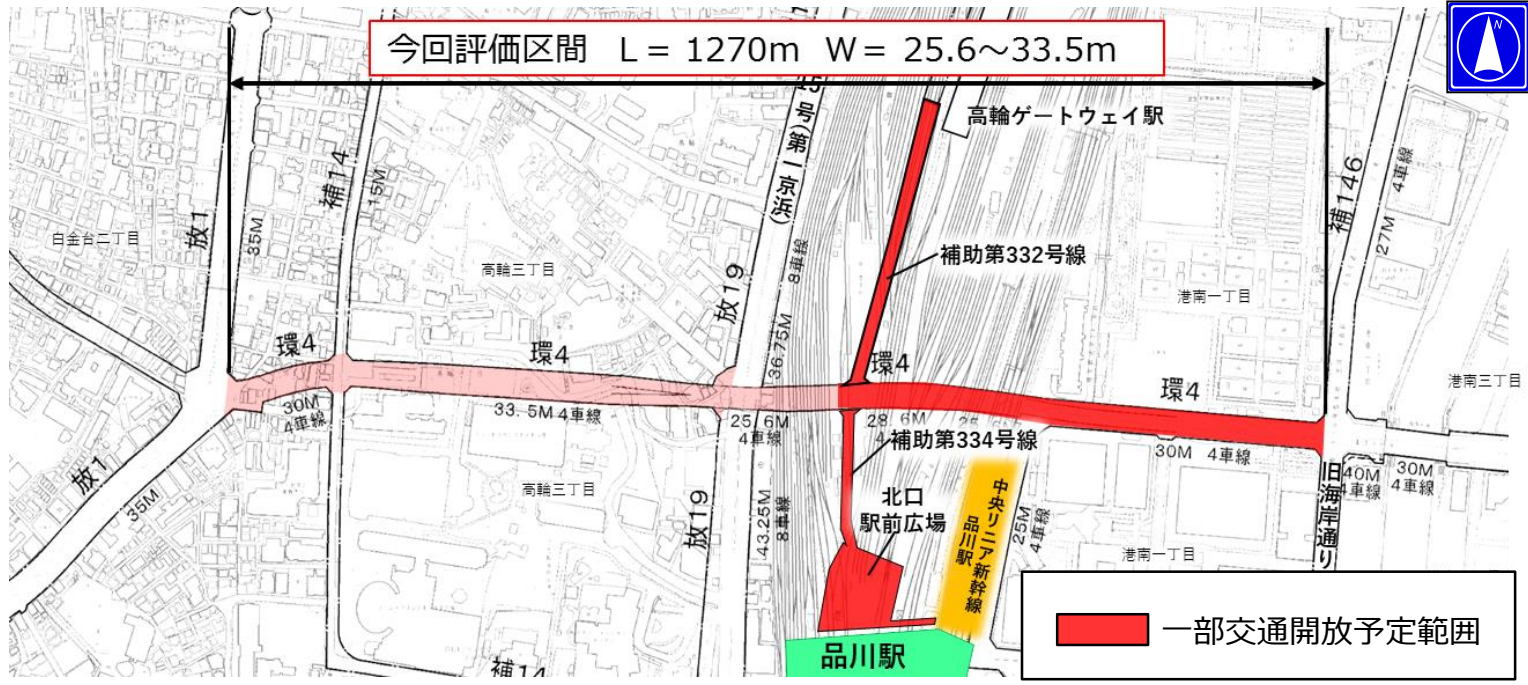 今回評価区間 L= 1270m W= 25.6～33.5m
N
高輪ゲートウェイ駅
号(第一京浜)
8車線
補14
15M
放1
35M
白金台二丁目
高輪三丁目
補助第332号線
港南一丁目
補146
4車線
27M
放19
36.75M
環4
環4
環4
環4
港南三丁目
30M
4車線
33.5M 4車線
25.6M
4車線
28.6M
補助第334号線
30M 4車線
40M
4車線
30M
4車線
旧海岸通り
放1
35M
高輪三丁目
放19
43.25M
8車線
北口
駅前広場
中央リニア新幹線
品川駅
25M
4車線
港南一丁目
品川駅
補14
一部交通開放予定範囲